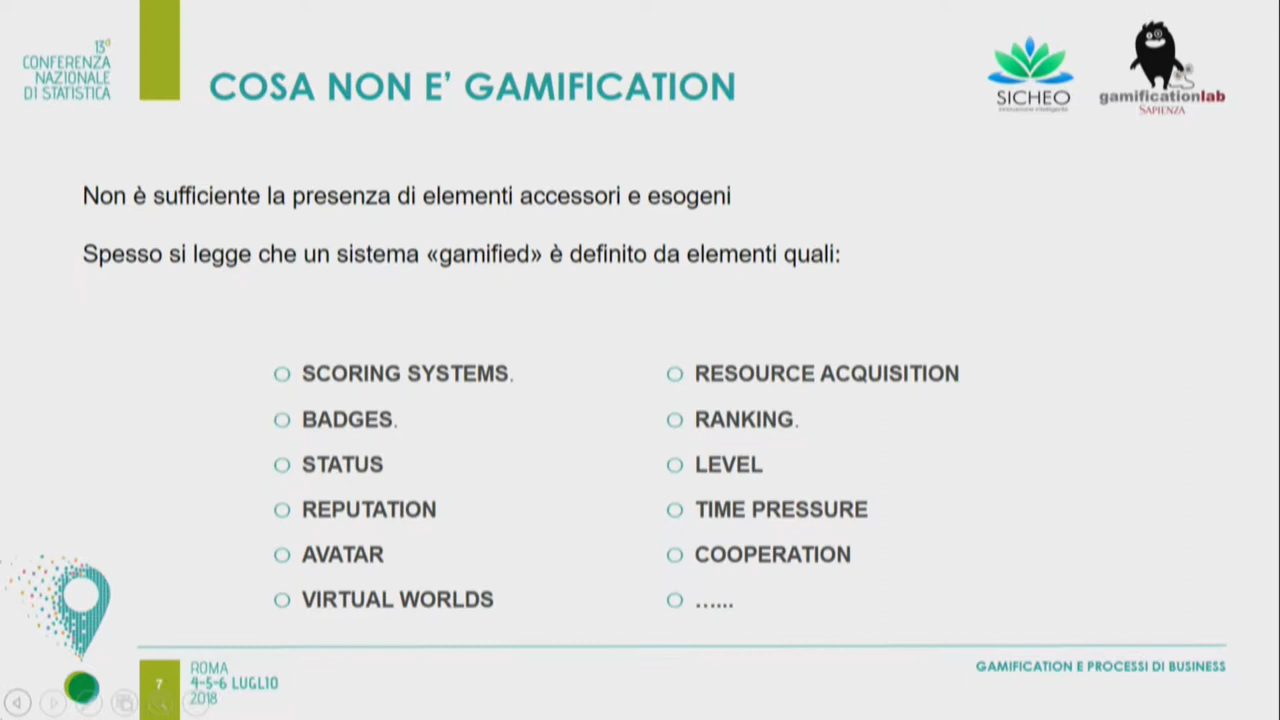 13ª
CONFERENZA
NAZIONALE
DI STATISTICA
COSA NON E’ GAMIFICATION
SICHEO
gamificationlab
SAPIENZA
Non è sufficiente la presenza di elementi accessori e esogeni
Spesso si legge che un sistema «gamified» è definito da elementi quali:
SCORING SYSTEMS.
BADGES.
STATUS
REPUTATION
AVATAR
VIRTUAL WORLDS
RESOURCE ACQUISITION
RANKING.
LEVEL
TIME PRESSURE
COOPERATION
......
7
ROMA
4-5-6 LUGLIO
2018
GAMIFICATION E PROCESSI DI BUSINESS